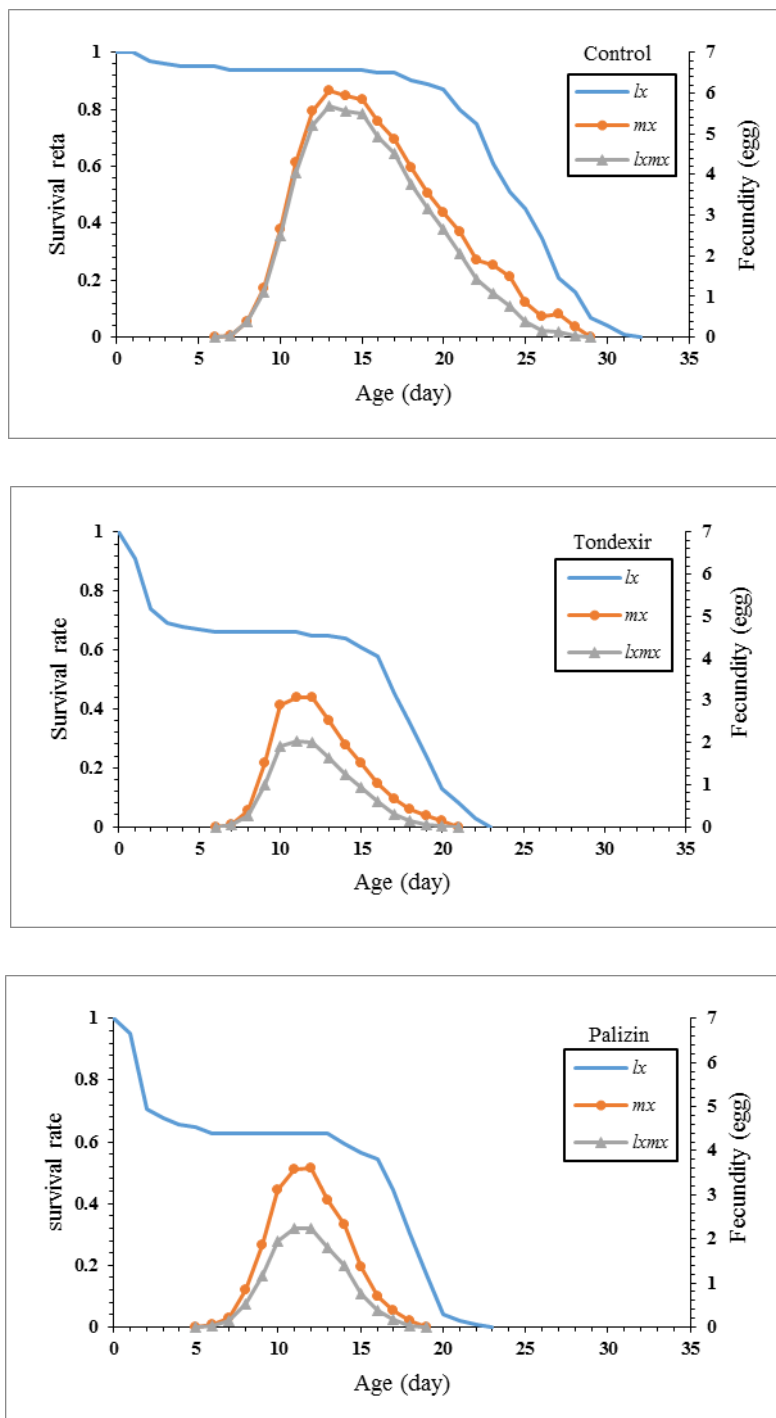 Control
lx
mx
lxmx
1
0.8
0.6
0.4
0.2
0
7
6
5
4
3
2
1
0
Survival reta
Fecundity (egg)
0 5 10 15 20 25 30 35
Age (day)
Tondexir
lx
mx
lxmx
1
0.8
0.6
0.4
0.2
0
7
6
5
4
3
2
1
0
Survival rate
Fecundity (egg)
0 5 10 15 20 25 30 35
Age (day)
Palizin
lx
mx
lxmx
1
0.8
0.6
0.4
0.2
0
7
6
5
4
3
2
1
0
survival rate
Fecundity (egg)
0 5 10 15 20 25 30 35
Age (day)